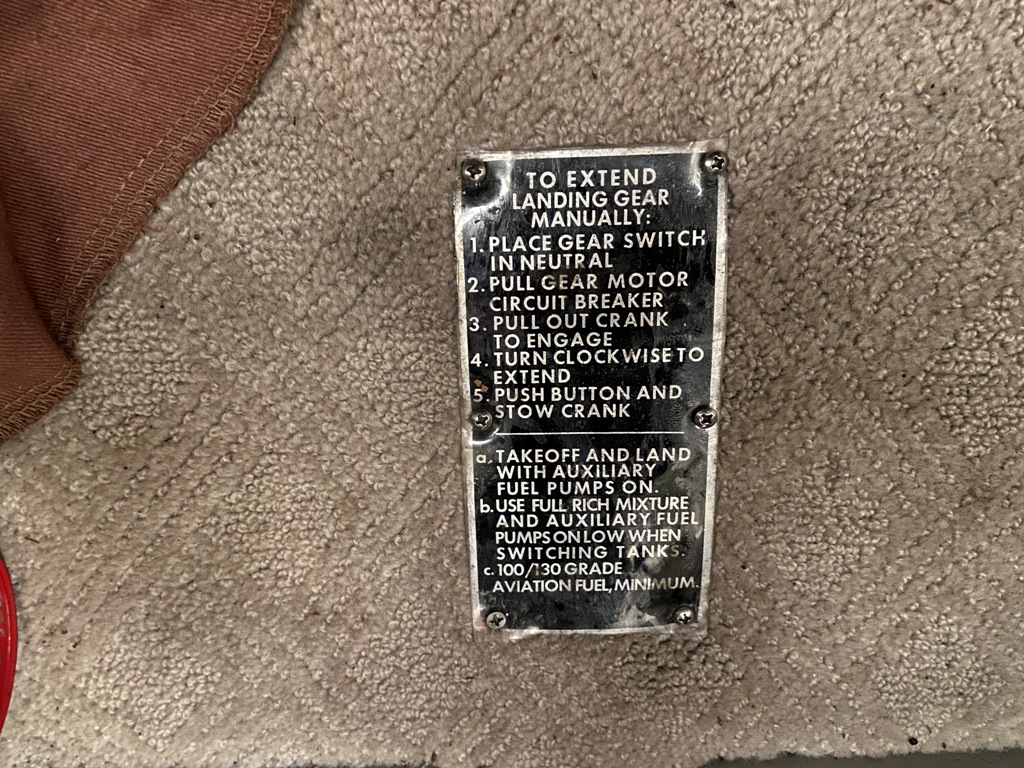 TO EXTEND
LANDING GEAR
MANUALLY:
1. PLACE GEAR SWITCH
IN NEUTRAL
2. PULL GEAR MOTOR
CIRCUIT BREAKER
3. PULL OUT CRANK
TO ENGAGE
4. TURN CLOCKWISE TO
EXTEND
5. PUSH BUTTON AND
STOW CRANK
a. TAKEOFF AND LAND
WITH AUXILIARY
FUEL PUMPS ON.
b. USE FULL RICH MIXTURE
AND AUXILIARY FUEL
PUMPS ON LOW WHEN
SWITCHING TANKS.
c. 100/130 GRADE
AVIATION FUEL, MINIMUM.